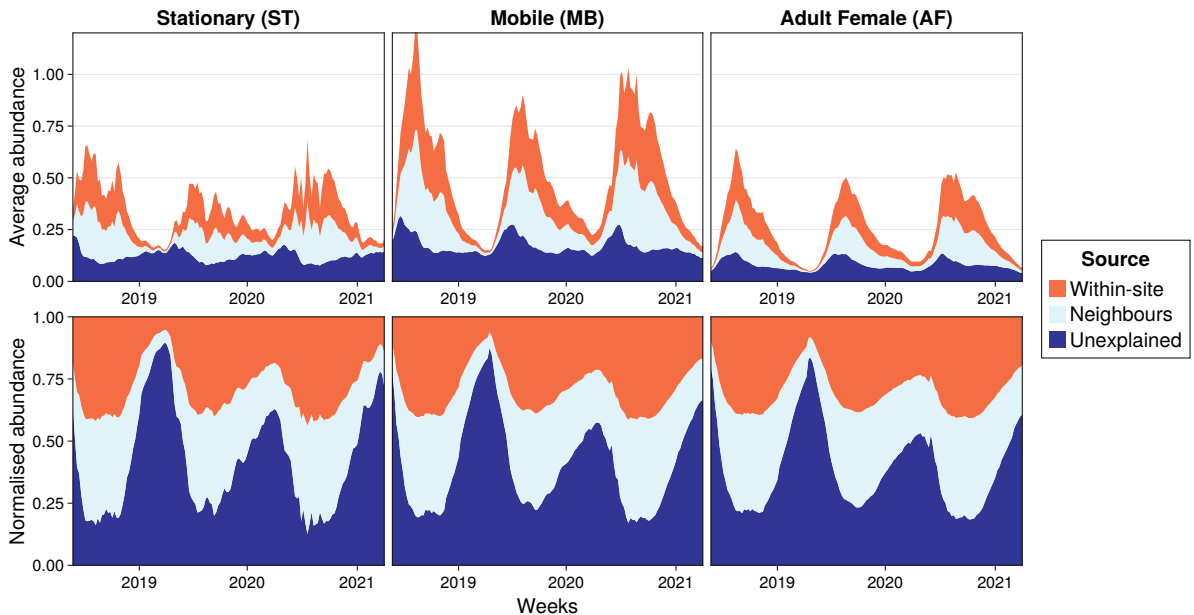 Stationary (ST)
Mobile (MB)
Adult Female (AF)
Average abundance
1.00
0.75
0.50
0.25
0.00
2019
2020
2021
2019
2020
2021
2019
2020
2021
Normalised abundance
1.00
0.75
0.50
0.25
0.00
2019
2020
2021
2019
2020
2021
2019
2020
2021
Weeks
Source
Within-site
Neighbours
Unexplained